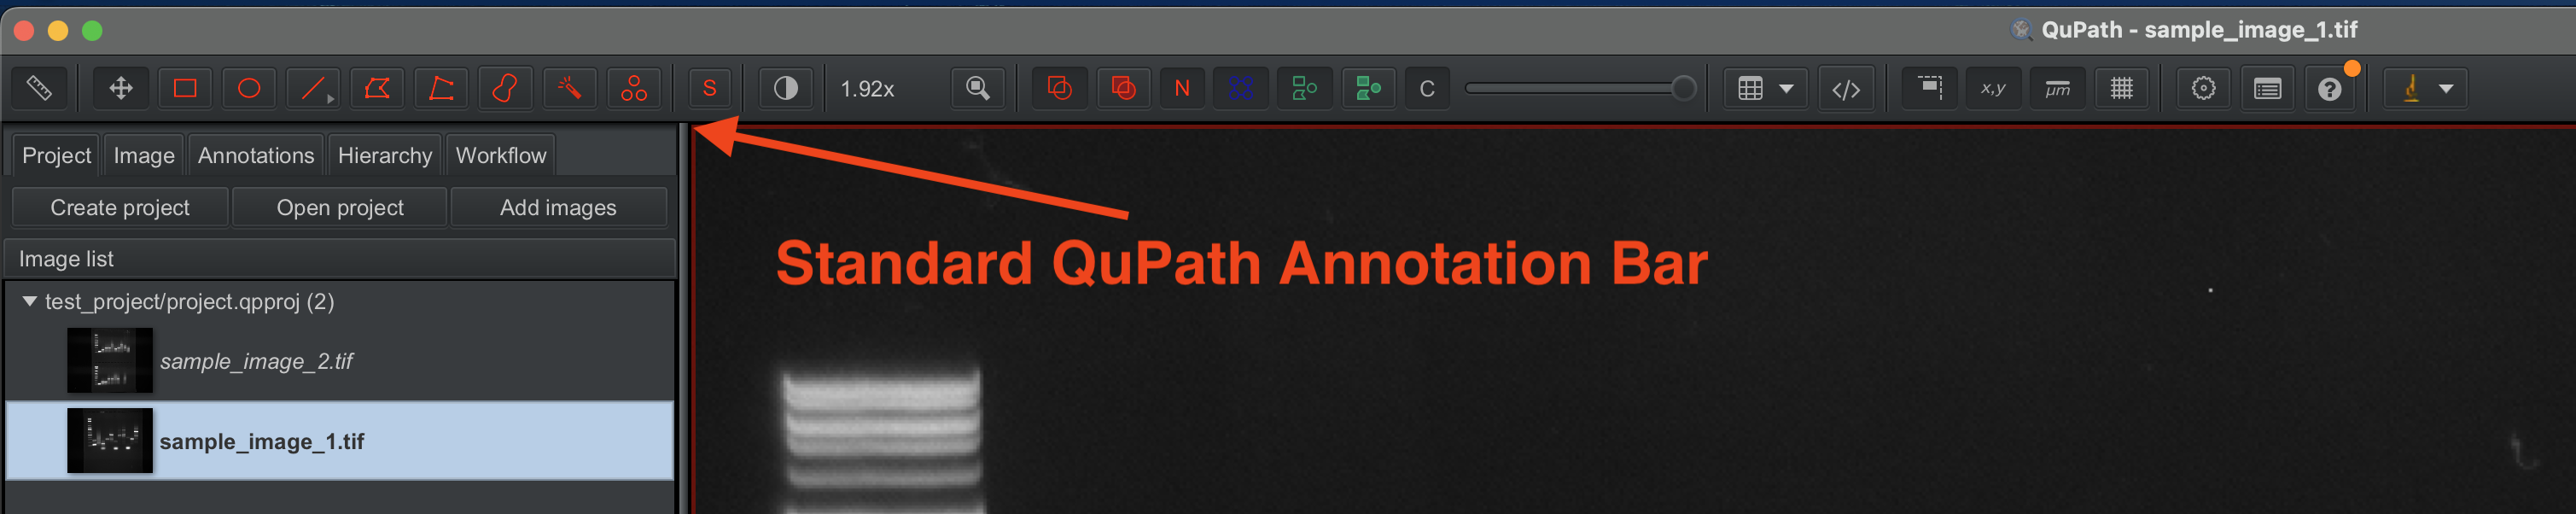 QuPath - sample_image_1.tif
S
1.92x
N
C
</>
x,y
μm
?
Project
Image
Annotations
Hierarchy
Workflow
Create project
Open project
Add images
Standard QuPath Annotation Bar
Image list
test_project/project.qpproj (2)
sample_image_2.tif
sample_image_1.tif